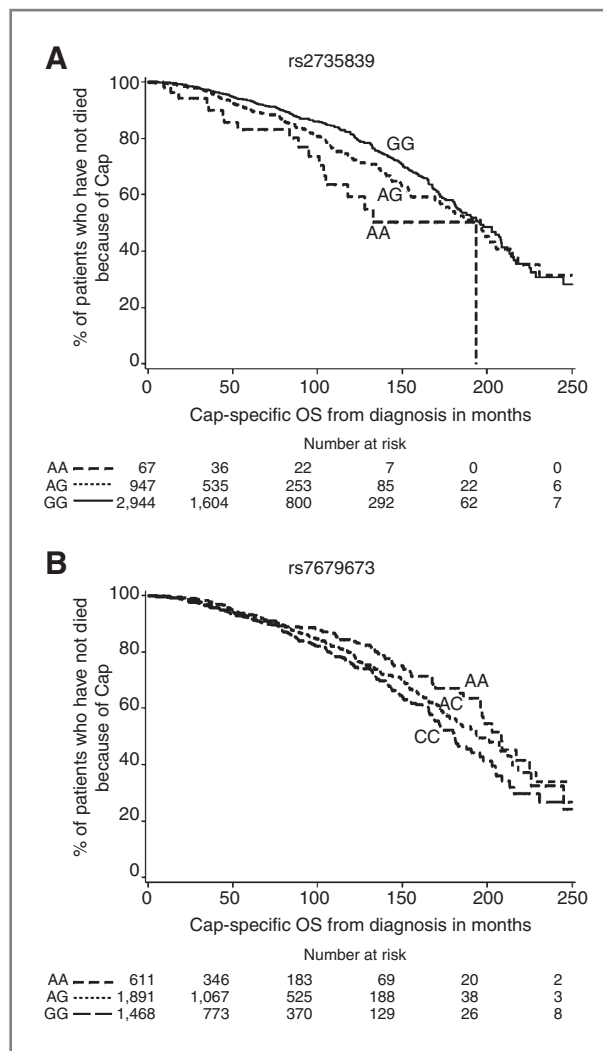 A
rs2735839
% of patients who have not died
because of Cap
100
80
60
40
20
0
GG
AG
AA
0 50 100 150 200 250
Cap-specific OS from diagnosis in months
Number at risk
AA 67 36 22 7 0 0
AG 947 535 253 85 22 6
GG 2,944 1,604 800 292 62 7
B
rs7679673
% of patients who have not died
because of Cap
100
80
60
40
20
0
AA
AC
CC
0 50 100 150 200 250
Cap-specific OS from diagnosis in months
Number at risk
AA 611 346 183 69 20 2
AG 1,891 1,067 525 188 38 3
GG 1,468 773 370 129 26 8